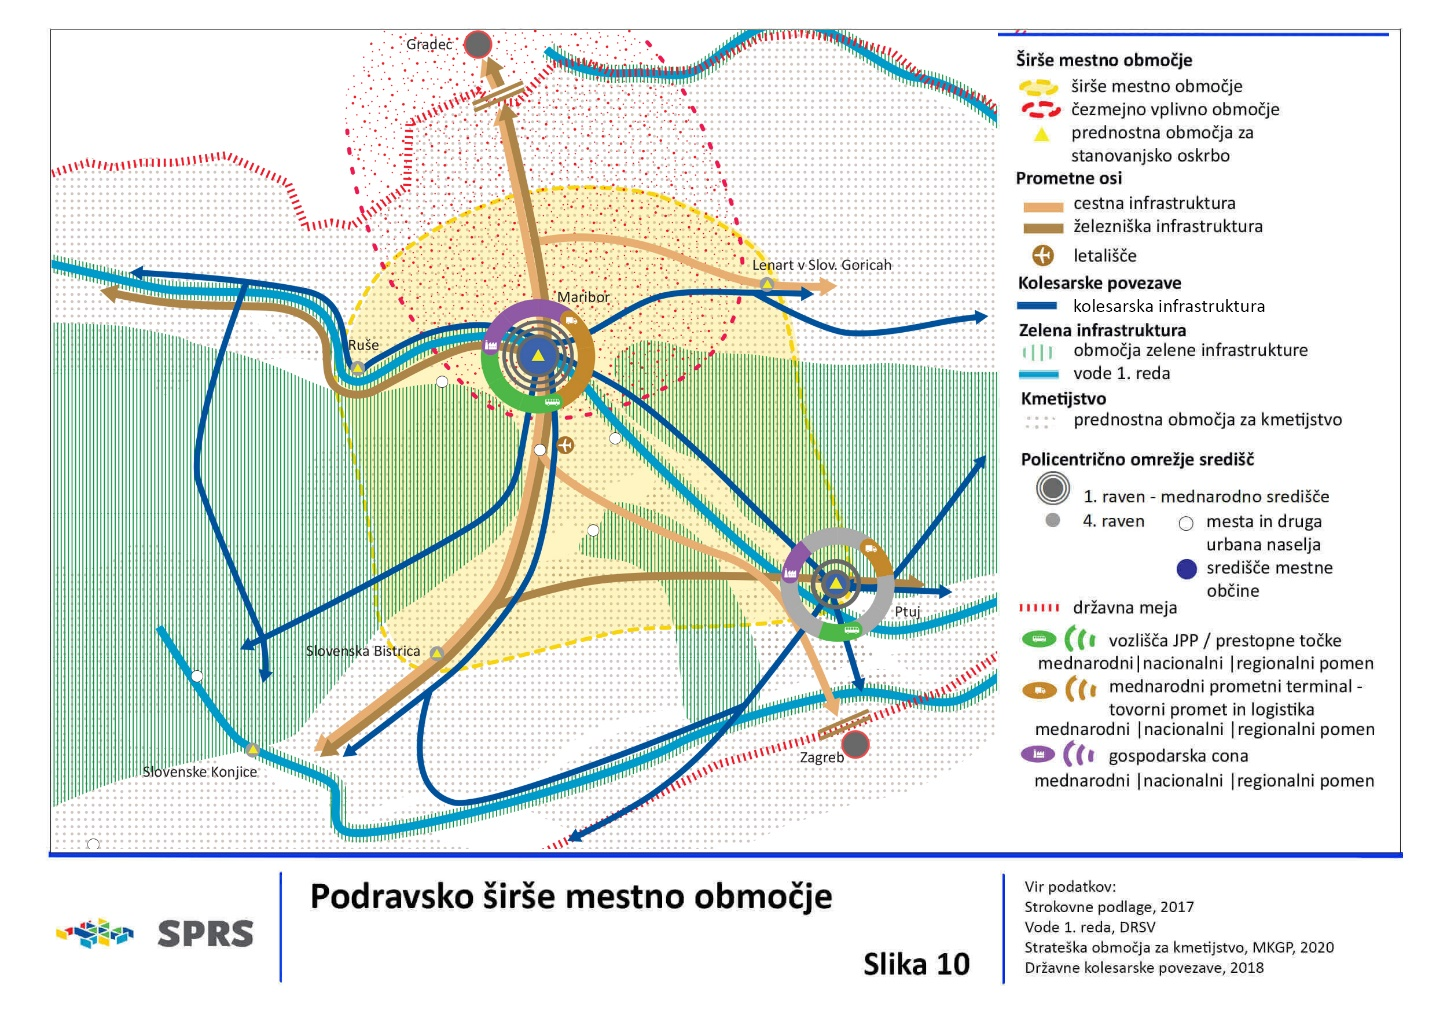 Gradec
Lenart v Slov. Goricah
Maribor
Ruše
Ptuj
Slovenska Bistrica
Zagreb
Slovenske Konjice
Širše mestno območje
širše mestno območje
čezmejno vplivno območje
prednostna območja za
stanovanjsko oskrbo
Prometne osi
cestna infrastruktura
železniška infrastruktura
letališče
Kolesarske povezave
kolesarska infrastruktura
Zelena infrastruktura
območja zelene infrastrukture
vode 1. reda
Kmetijstvo
prednostna območja za kmetijstvo
Policentrično omrežje središč
1. raven - mednarodno središče
4. raven
mesta in druga
urbana naselja
središče mestne
občine
državna meja
vozlišča JPP / prestopne točke
mednarodni|nacionalni |regionalni pomen
mednarodni prometni terminal -
tovorni promet in logistika
mednarodni |nacionalni |regionalni pomen
gospodarska cona
mednarodni |nacionalni |regionalni pomen
SPRS
Podravsko širše mestno območje
Slika 10
Vir podatkov:
Strokovne podlage, 2017
Vode 1. reda, DRSV
Strateška območja za kmetijstvo, MKGP, 2020
Državne kolesarske povezave, 2018